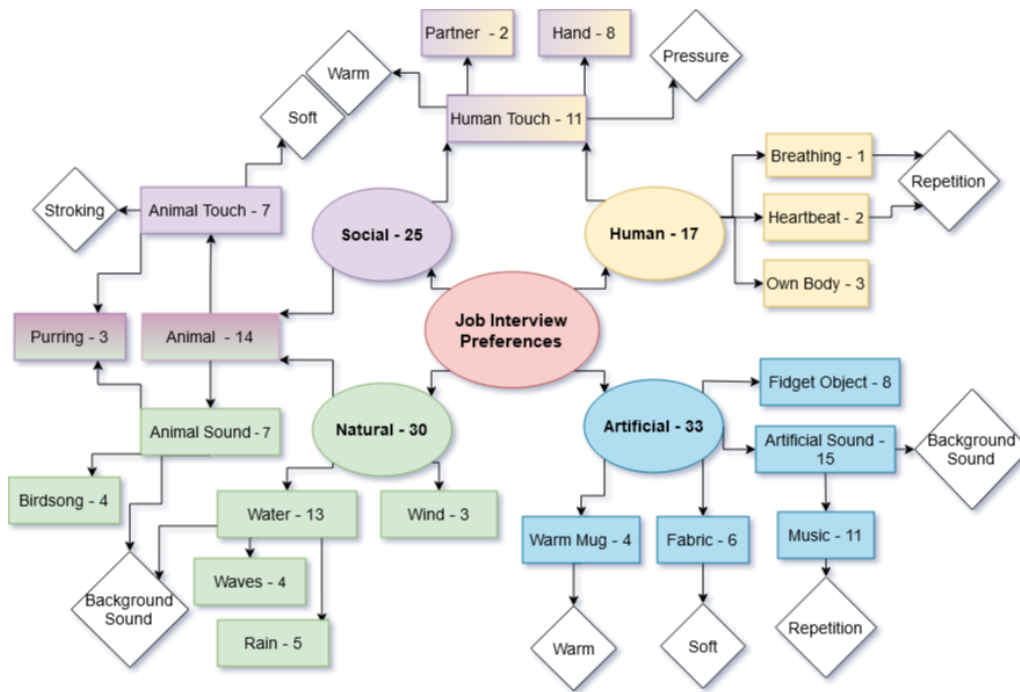 Partner - 2
Hand - 8
Pressure
Warm
Soft
Human Touch - 11
Breathing - 1
Repetition
Stroking
Animal Touch - 7
Social - 25
Human - 17
Heartbeat - 2
Own Body - 3
Job Interview
Preferences
Purring - 3
Animal - 14
Fidget Object - 8
Animal Sound - 7
Natural - 30
Artificial - 33
Artificial Sound -
15
Background
Sound
Birdsong - 4
Water - 13
Wind - 3
Warm Mug - 4
Fabric - 6
Music - 11
Waves - 4
Background
Sound
Rain - 5
Warm
Soft
Repetition